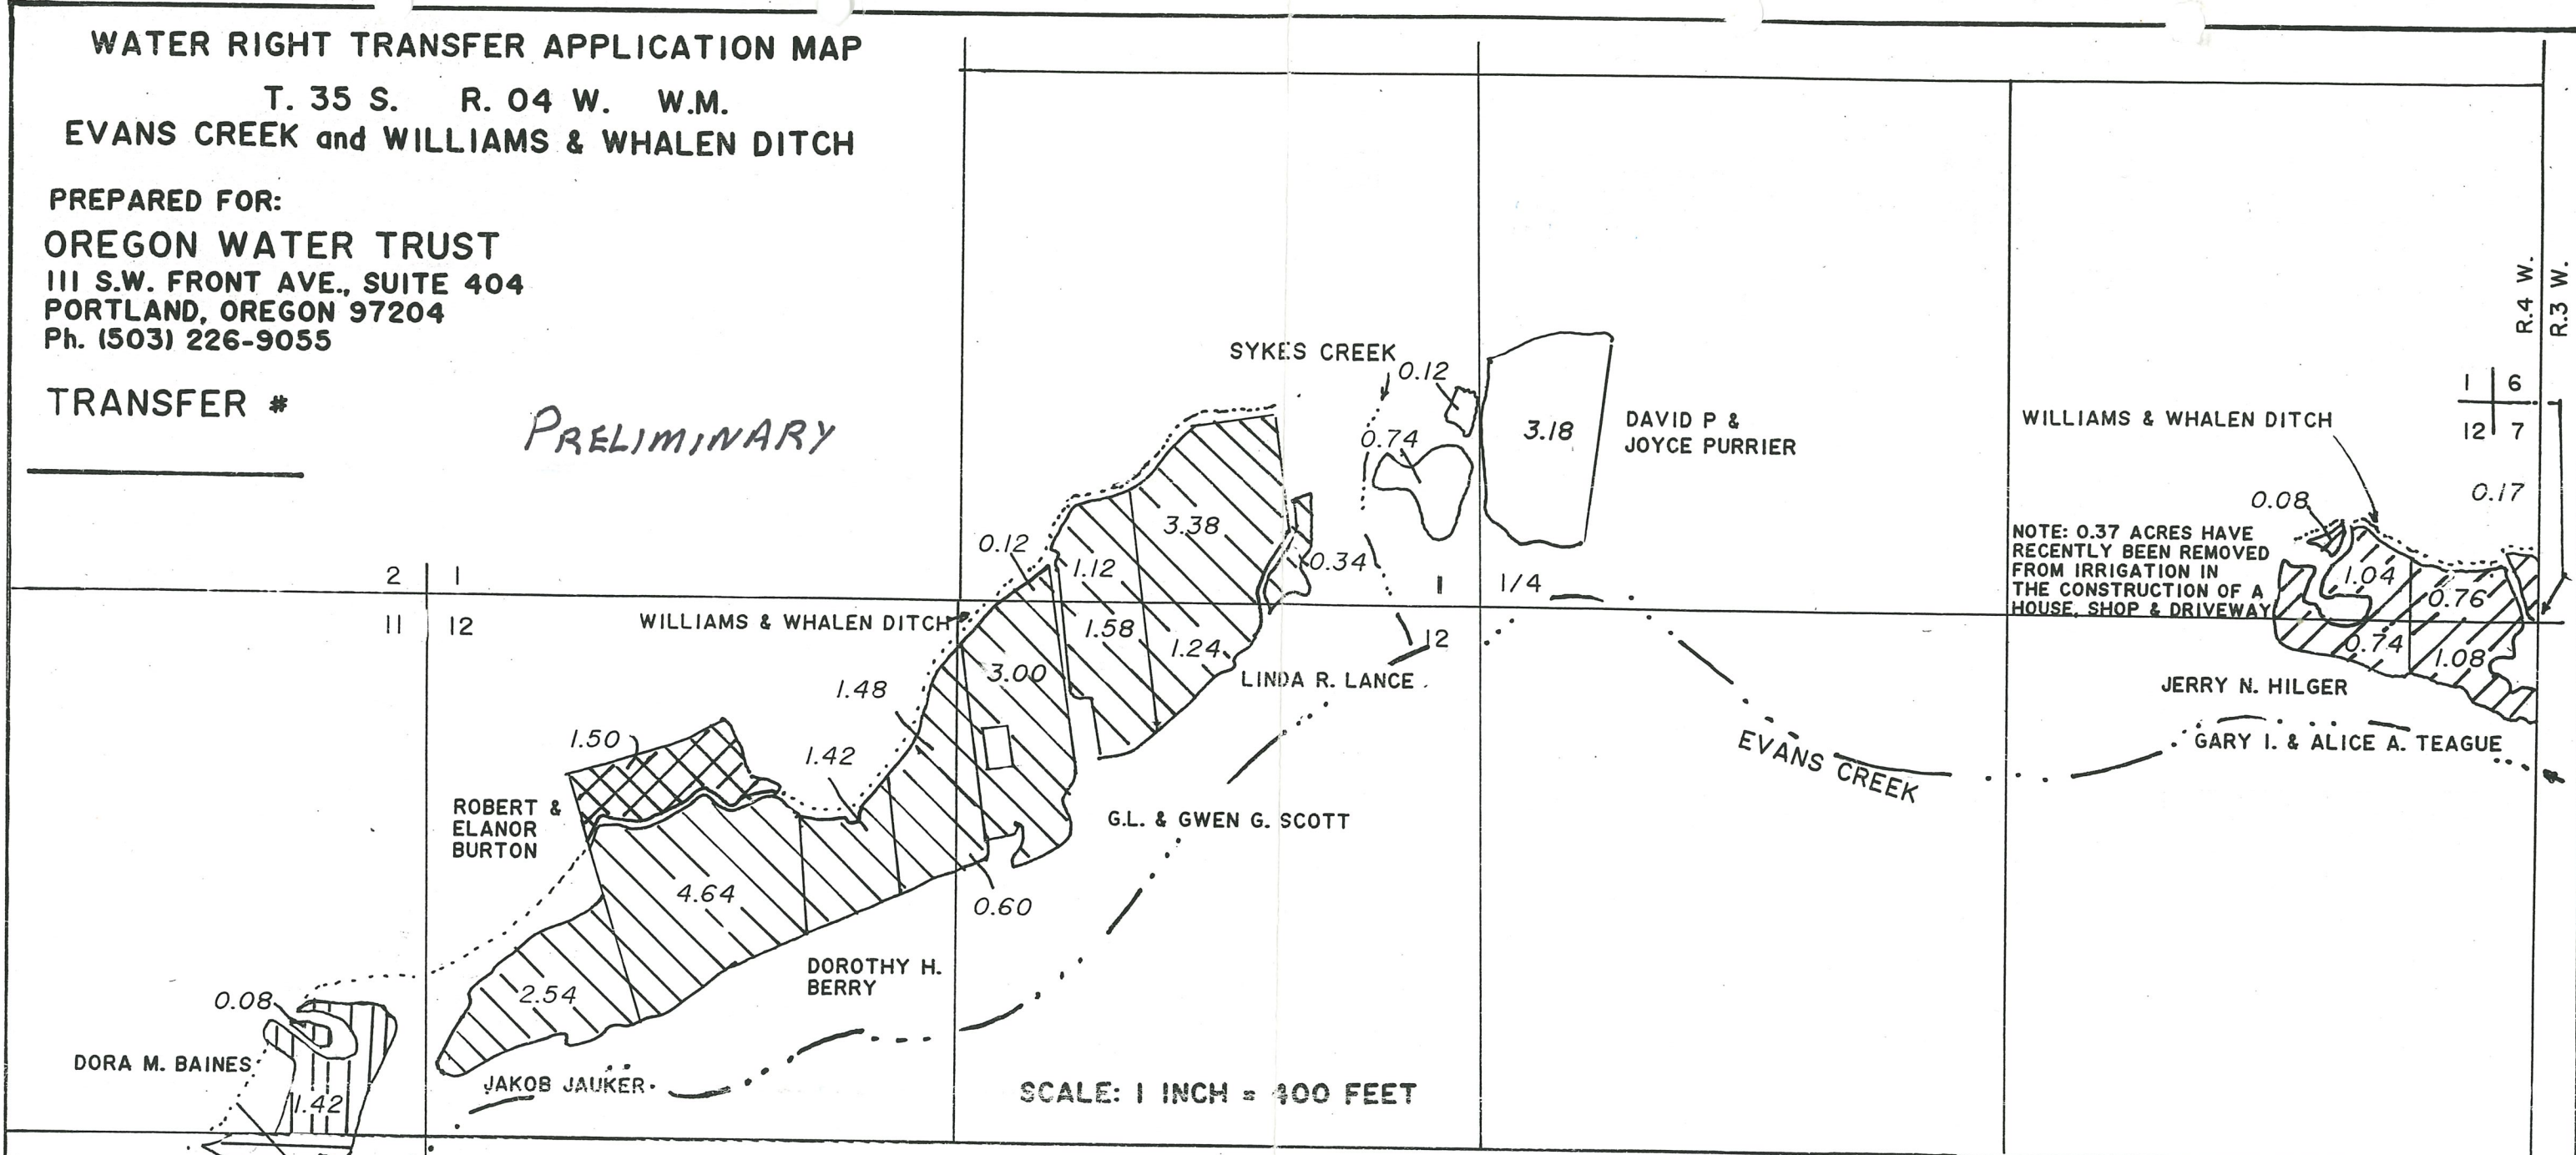 WATER RIGHT TRANSFER APPLICATION MAP
T. 35 S. R. 04 W. W.M.
EVANS CREEK and WILLIAMS & WHALEN DITCH
PREPARED FOR:
OREGON WATER TRUST
111 S.W. FRONT AVE., SUITE 404
PORTLAND, OREGON 97204
Ph. (503) 226-9055
TRANSFER #
PRELIMINARY
SYKES CREEK
0.12
0.74
3.18
DAVID P &
JOYCE PURRIER
R.4 W.
R.3 W.
1 6
12 7
WILLIAMS & WHALEN DITCH
0.17
0.08
NOTE: 0.37 ACRES HAVE
RECENTLY BEEN REMOVED
FROM IRRIGATION IN
THE CONSTRUCTION OF A
HOUSE, SHOP & DRIVEWAY
1.04
0.76
0.74
1.08
JERRY N. HILGER
GARY I. & ALICE A. TEAGUE
3.38
0.12
1.12
0.34
1 1/4
12
2 1
11 12
WILLIAMS & WHALEN DITCH
1.58
1.24
3.00
LINDA R. LANCE
1.48
1.50
1.42
EVANS CREEK
ROBERT &
ELANOR
BURTON
G.L. & GWEN G. SCOTT
4.64
0.60
DOROTHY H.
BERRY
2.54
0.08
DORA M. BAINES
JAKOB JAUKER
1.42
SCALE: 1 INCH = 400 FEET